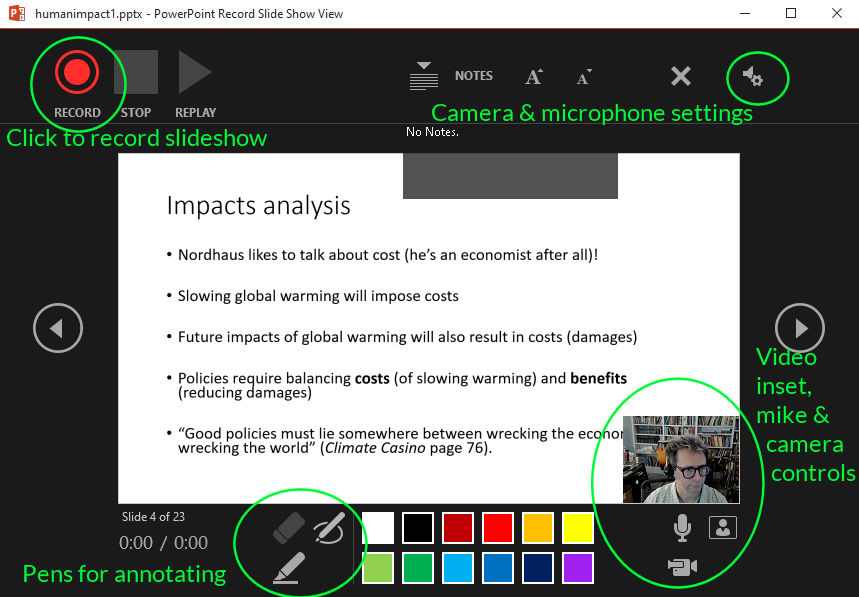 humanimpact1.pptx - PowerPoint Record Slide Show View
RECORD
STOP
REPLAY
NOTES
A
A
Camera & microphone settings
Click to record slideshow
No Notes.
Impacts analysis
• Nordhaus likes to talk about cost (he’s an economist after all)!
• Slowing global warming will impose costs
• Future impacts of global warming will also result in costs (damages)
• Policies require balancing costs (of slowing warming) and benefits
(reducing damages)
• “Good policies must lie somewhere between wrecking the
wrecking the world” (Climate Casino page 76).
Video
inset,
mike &
camera
controls
Slide 4 of 23
0:00 / 0:00
Pens for annotating